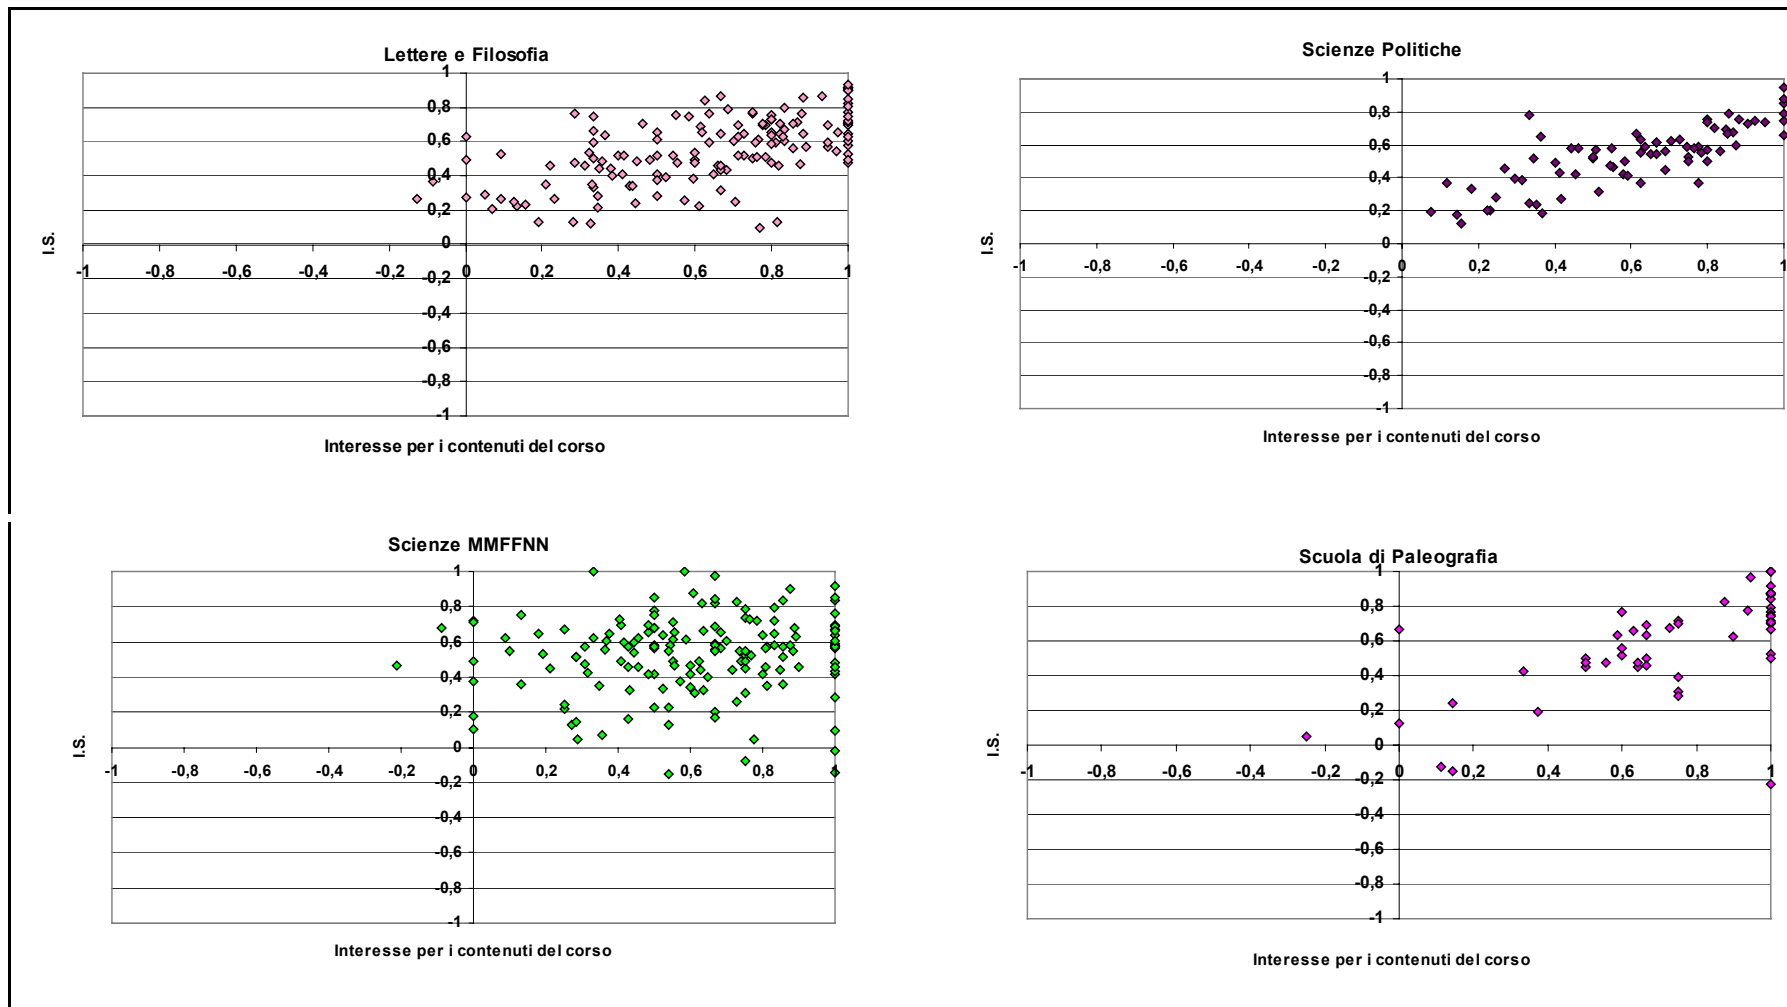 Lettere e Filosofia
1
0,8
0,6
0,4
0,2
0
-1 -0,8 -0,6 -0,4 -0,2 0 0,2 0,4 0,6 0,8 1
-0,2
-0,4
-0,6
-0,8
-1
I.S.
Interesse per i contenuti del corso
Scienze Politiche
1
0,8
0,6
0,4
0,2
0
-1 -0,8 -0,6 -0,4 -0,2 0 0,2 0,4 0,6 0,8 1
-0,2
-0,4
-0,6
-0,8
-1
I.S.
Interesse per i contenuti del corso
Scienze MMFFNN
1
0,8
0,6
0,4
0,2
0
-1 -0,8 -0,6 -0,4 -0,2 0 0,2 0,4 0,6 0,8 1
-0,2
-0,4
-0,6
-0,8
-1
I.S.
Interesse per i contenuti del corso
Scuola di Paleografia
1
0,8
0,6
0,4
0,2
0
-1 -0,8 -0,6 -0,4 -0,2 0 0,2 0,4 0,6 0,8 1
-0,2
-0,4
-0,6
-0,8
-1
I.S.
Interesse per i contenuti del corso